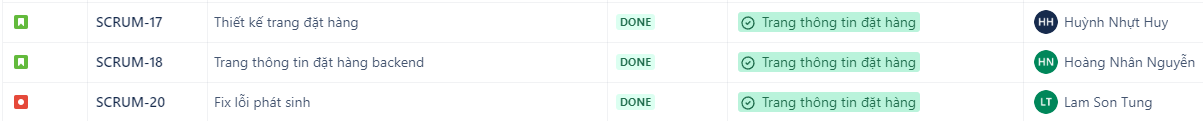 SCRUM-17 Thiết kế trang đặt hàng DONE Trang thông tin đặt hàng HH Huỳnh Nhựt Huy
SCRUM-18 Trang thông tin đặt hàng backend DONE Trang thông tin đặt hàng HN Hoàng Nhân Nguyễn
SCRUM-20 Fix lỗi phát sinh DONE Trang thông tin đặt hàng LT Lam Son Tung